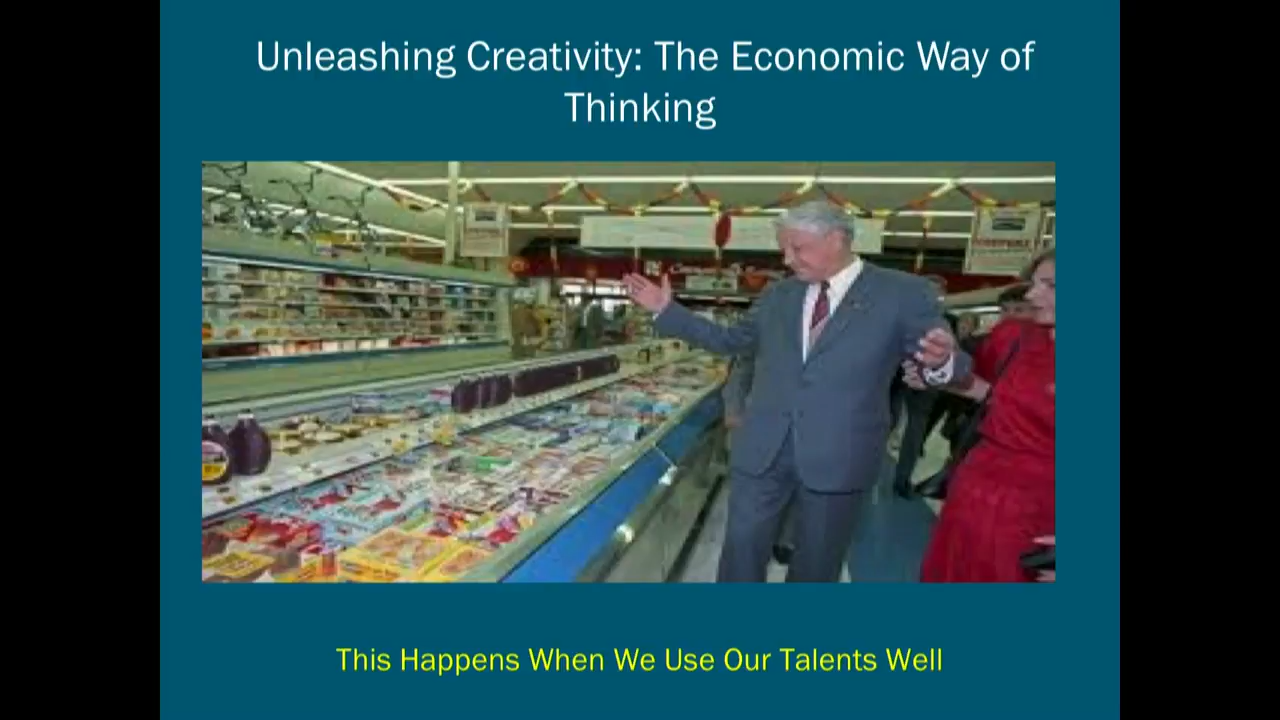 Unleashing Creativity: The Economic Way of
Thinking
This Happens When We Use Our Talents Well